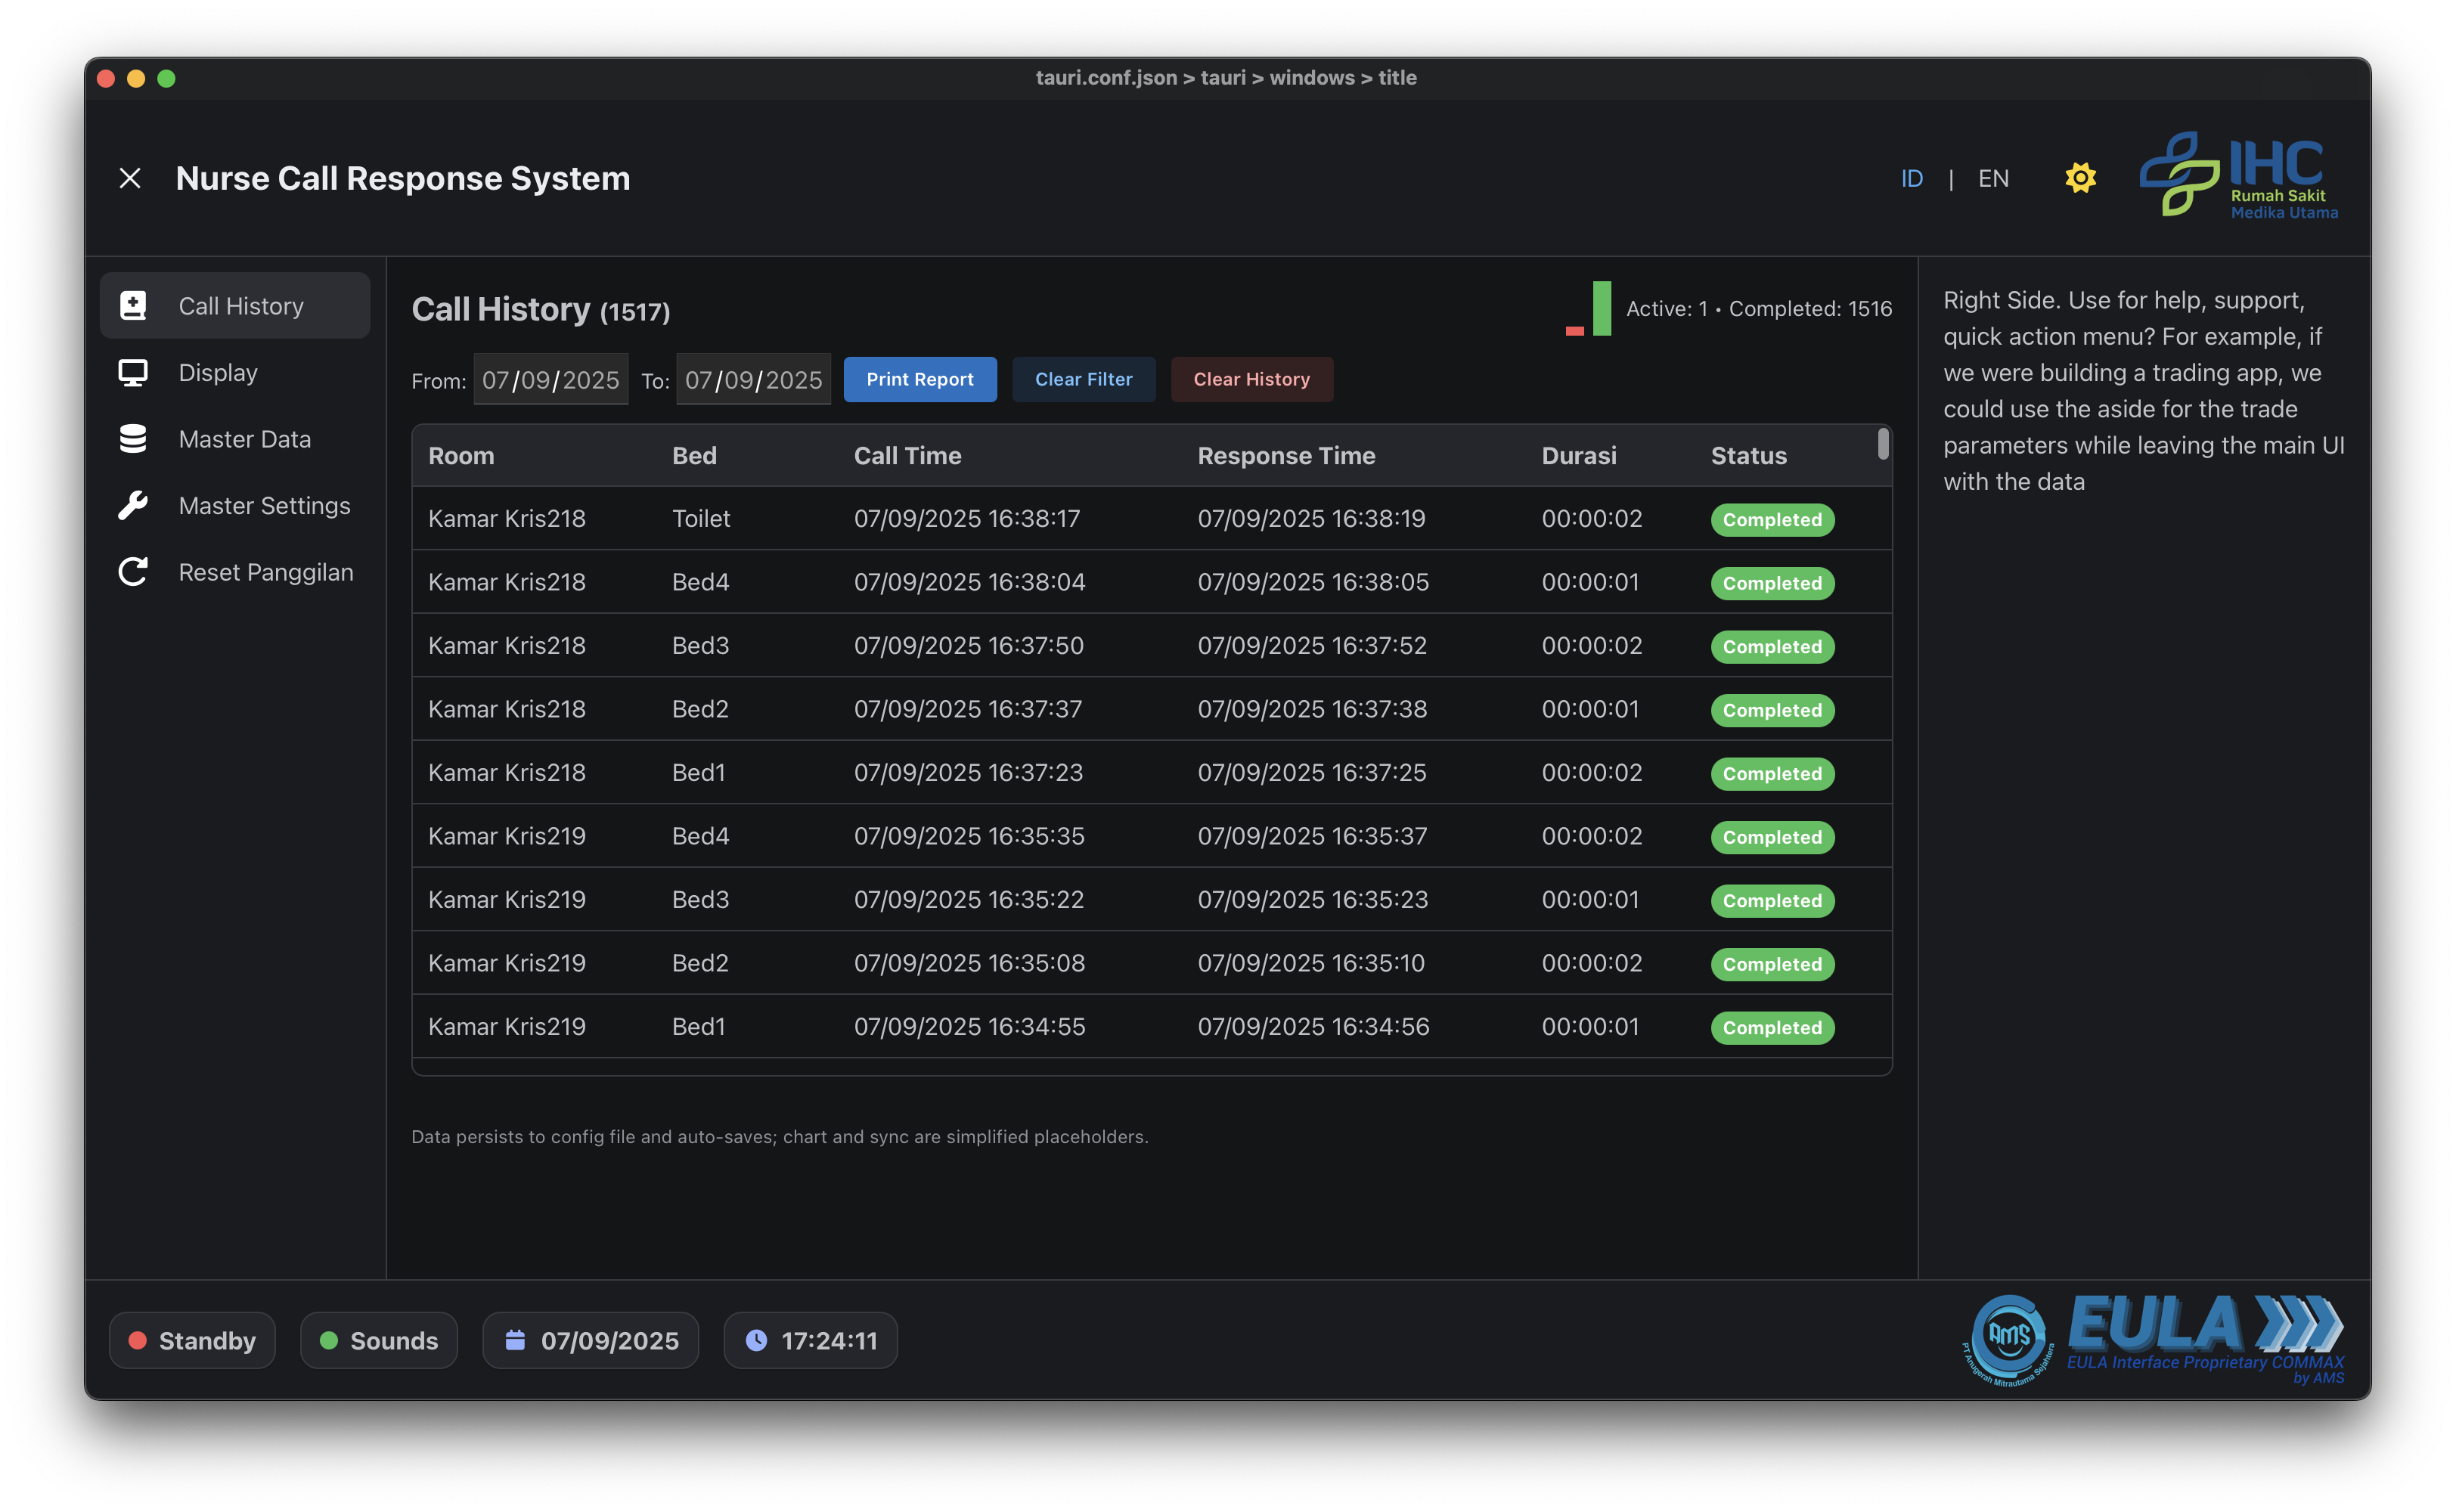 tauri.conf.json > tauri > windows > title
Nurse Call Response System
ID | EN
IHC
Rumah Sakit
Medika Utama
Call History
Display
Master Data
Master Settings
Reset Panggilan
Call History (1517)
Active: 1 • Completed: 1516
From: 07/09/2025 To: 07/09/2025 Print Report Clear Filter Clear History
Room Bed Call Time Response Time Durasi Status
Kamar Kris218 Toilet 07/09/2025 16:38:17 07/09/2025 16:38:19 00:00:02 Completed
Kamar Kris218 Bed4 07/09/2025 16:38:04 07/09/2025 16:38:05 00:00:01 Completed
Kamar Kris218 Bed3 07/09/2025 16:37:50 07/09/2025 16:37:52 00:00:02 Completed
Kamar Kris218 Bed2 07/09/2025 16:37:37 07/09/2025 16:37:38 00:00:01 Completed
Kamar Kris218 Bed1 07/09/2025 16:37:23 07/09/2025 16:37:25 00:00:02 Completed
Kamar Kris219 Bed4 07/09/2025 16:35:35 07/09/2025 16:35:37 00:00:02 Completed
Kamar Kris219 Bed3 07/09/2025 16:35:22 07/09/2025 16:35:23 00:00:01 Completed
Kamar Kris219 Bed2 07/09/2025 16:35:08 07/09/2025 16:35:10 00:00:02 Completed
Kamar Kris219 Bed1 07/09/2025 16:34:55 07/09/2025 16:34:56 00:00:01 Completed
Data persists to config file and auto-saves; chart and sync are simplified placeholders.
Right Side. Use for help, support,
quick action menu? For example, if
we were building a trading app, we
could use the aside for the trade
parameters while leaving the main UI
with the data
Standby
Sounds
07/09/2025
17:24:11
AMS
PT Anugerah Mitrautama Sejahtera
EULA
EULA Interface Proprietary COMMAX
by AMS